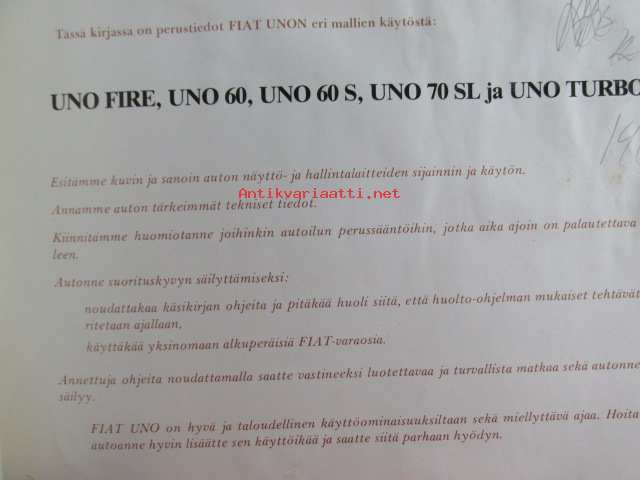 Tässä kirjassa on perustiedot FIAT UNON eri mallien käytöstä:
UNO FIRE, UNO 60, UNO 60 S, UNO 70 SL ja UNO TURBO
Esitämme kuvin ja sanoin auton näyttö- ja hallintalaitteiden sijainnin ja käytön.
Antikvariaatti.net
Annamme auton tärkeimmät tekniset tiedot.
Kiinnitämme huomiotanne joihinkin autoilun perussääntöihin, jotka aika ajoin on palautettava
leen.
Autonne suorituskyvyn säilyttämiseksi:
noudattakaa käsikirjan ohjeita ja pitäkää huoli siitä, että huolto-ohjelman mukaiset tehtävät
ritetaan ajallaan,
käyttäkää yksinomaan alkuperäisiä FIAT-varaosia.
Annettuja ohjeita noudattamalla saatte vastineeksi luotettavaa ja turvallista matkaa sekä autonne
säilyy.
FIAT UNO on hyvä ja taloudellinen käyttöominaisuuksiltaan sekä miellyttävä ajaa. Hoita
autoanne hyvin lisäätte sen käyttöikää ja saatte siitä parhaan hyödyn.